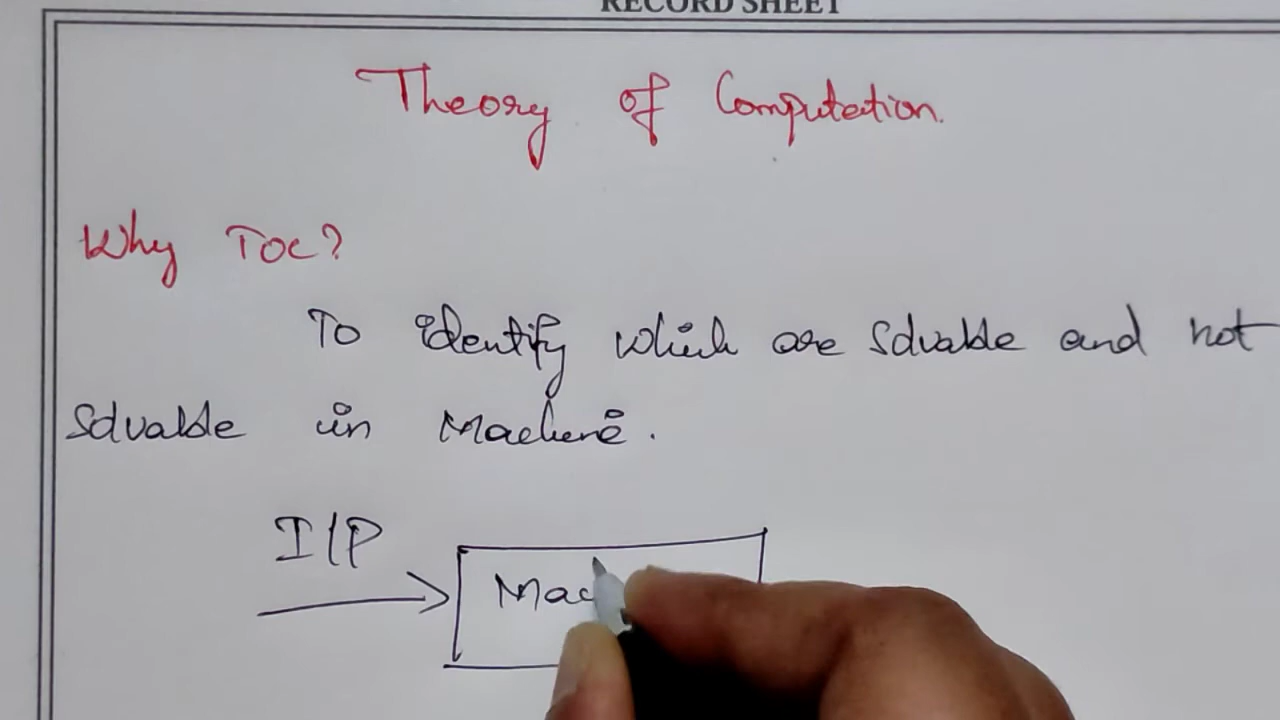 RECORD SHEET
Theory of Computation.
Why TOC?
To identify which are solvable and not
solvable in Machine.
I/P
Mac